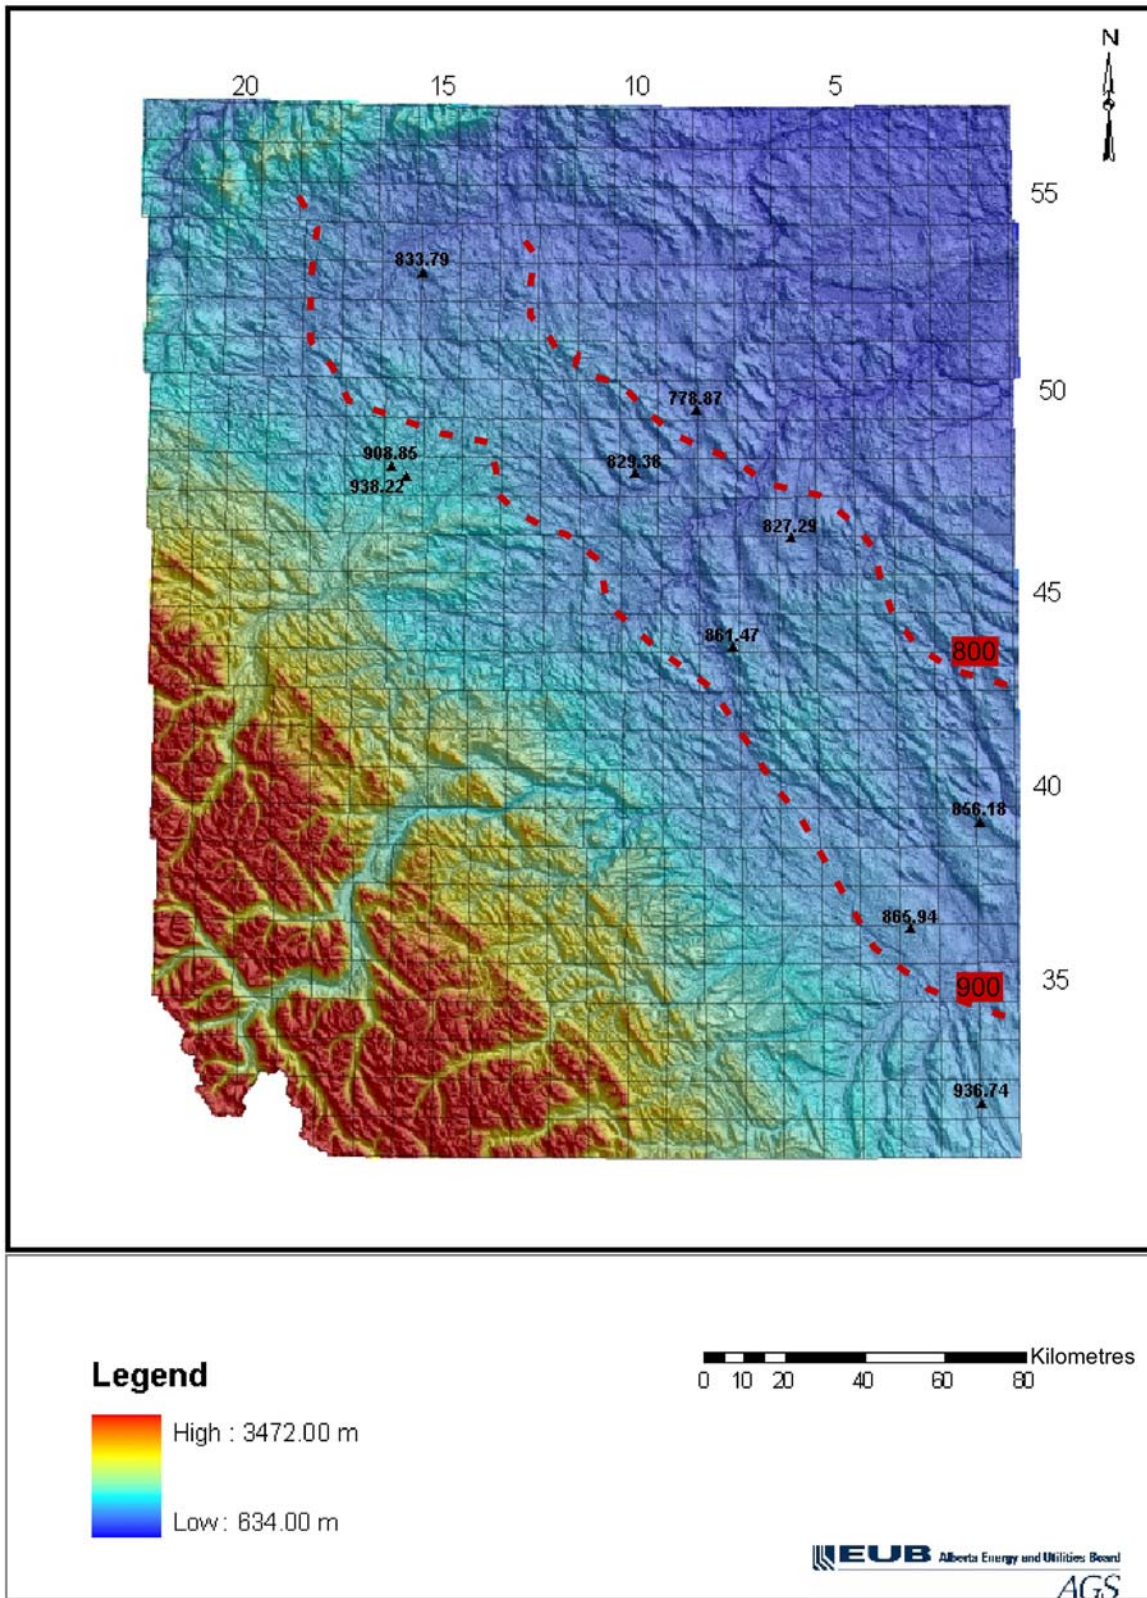 N
20 15 10 5
55
833.79
50
778.87
908.85
829.38
938.22
827.29
45
861.47
800
40
856.18
865.94
35
900
936.74
Legend
High : 3472.00 m
Low : 634.00 m
Kilometres
0 10 20 40 60 80
EUB Alberta Energy and Utilities Board
AGS